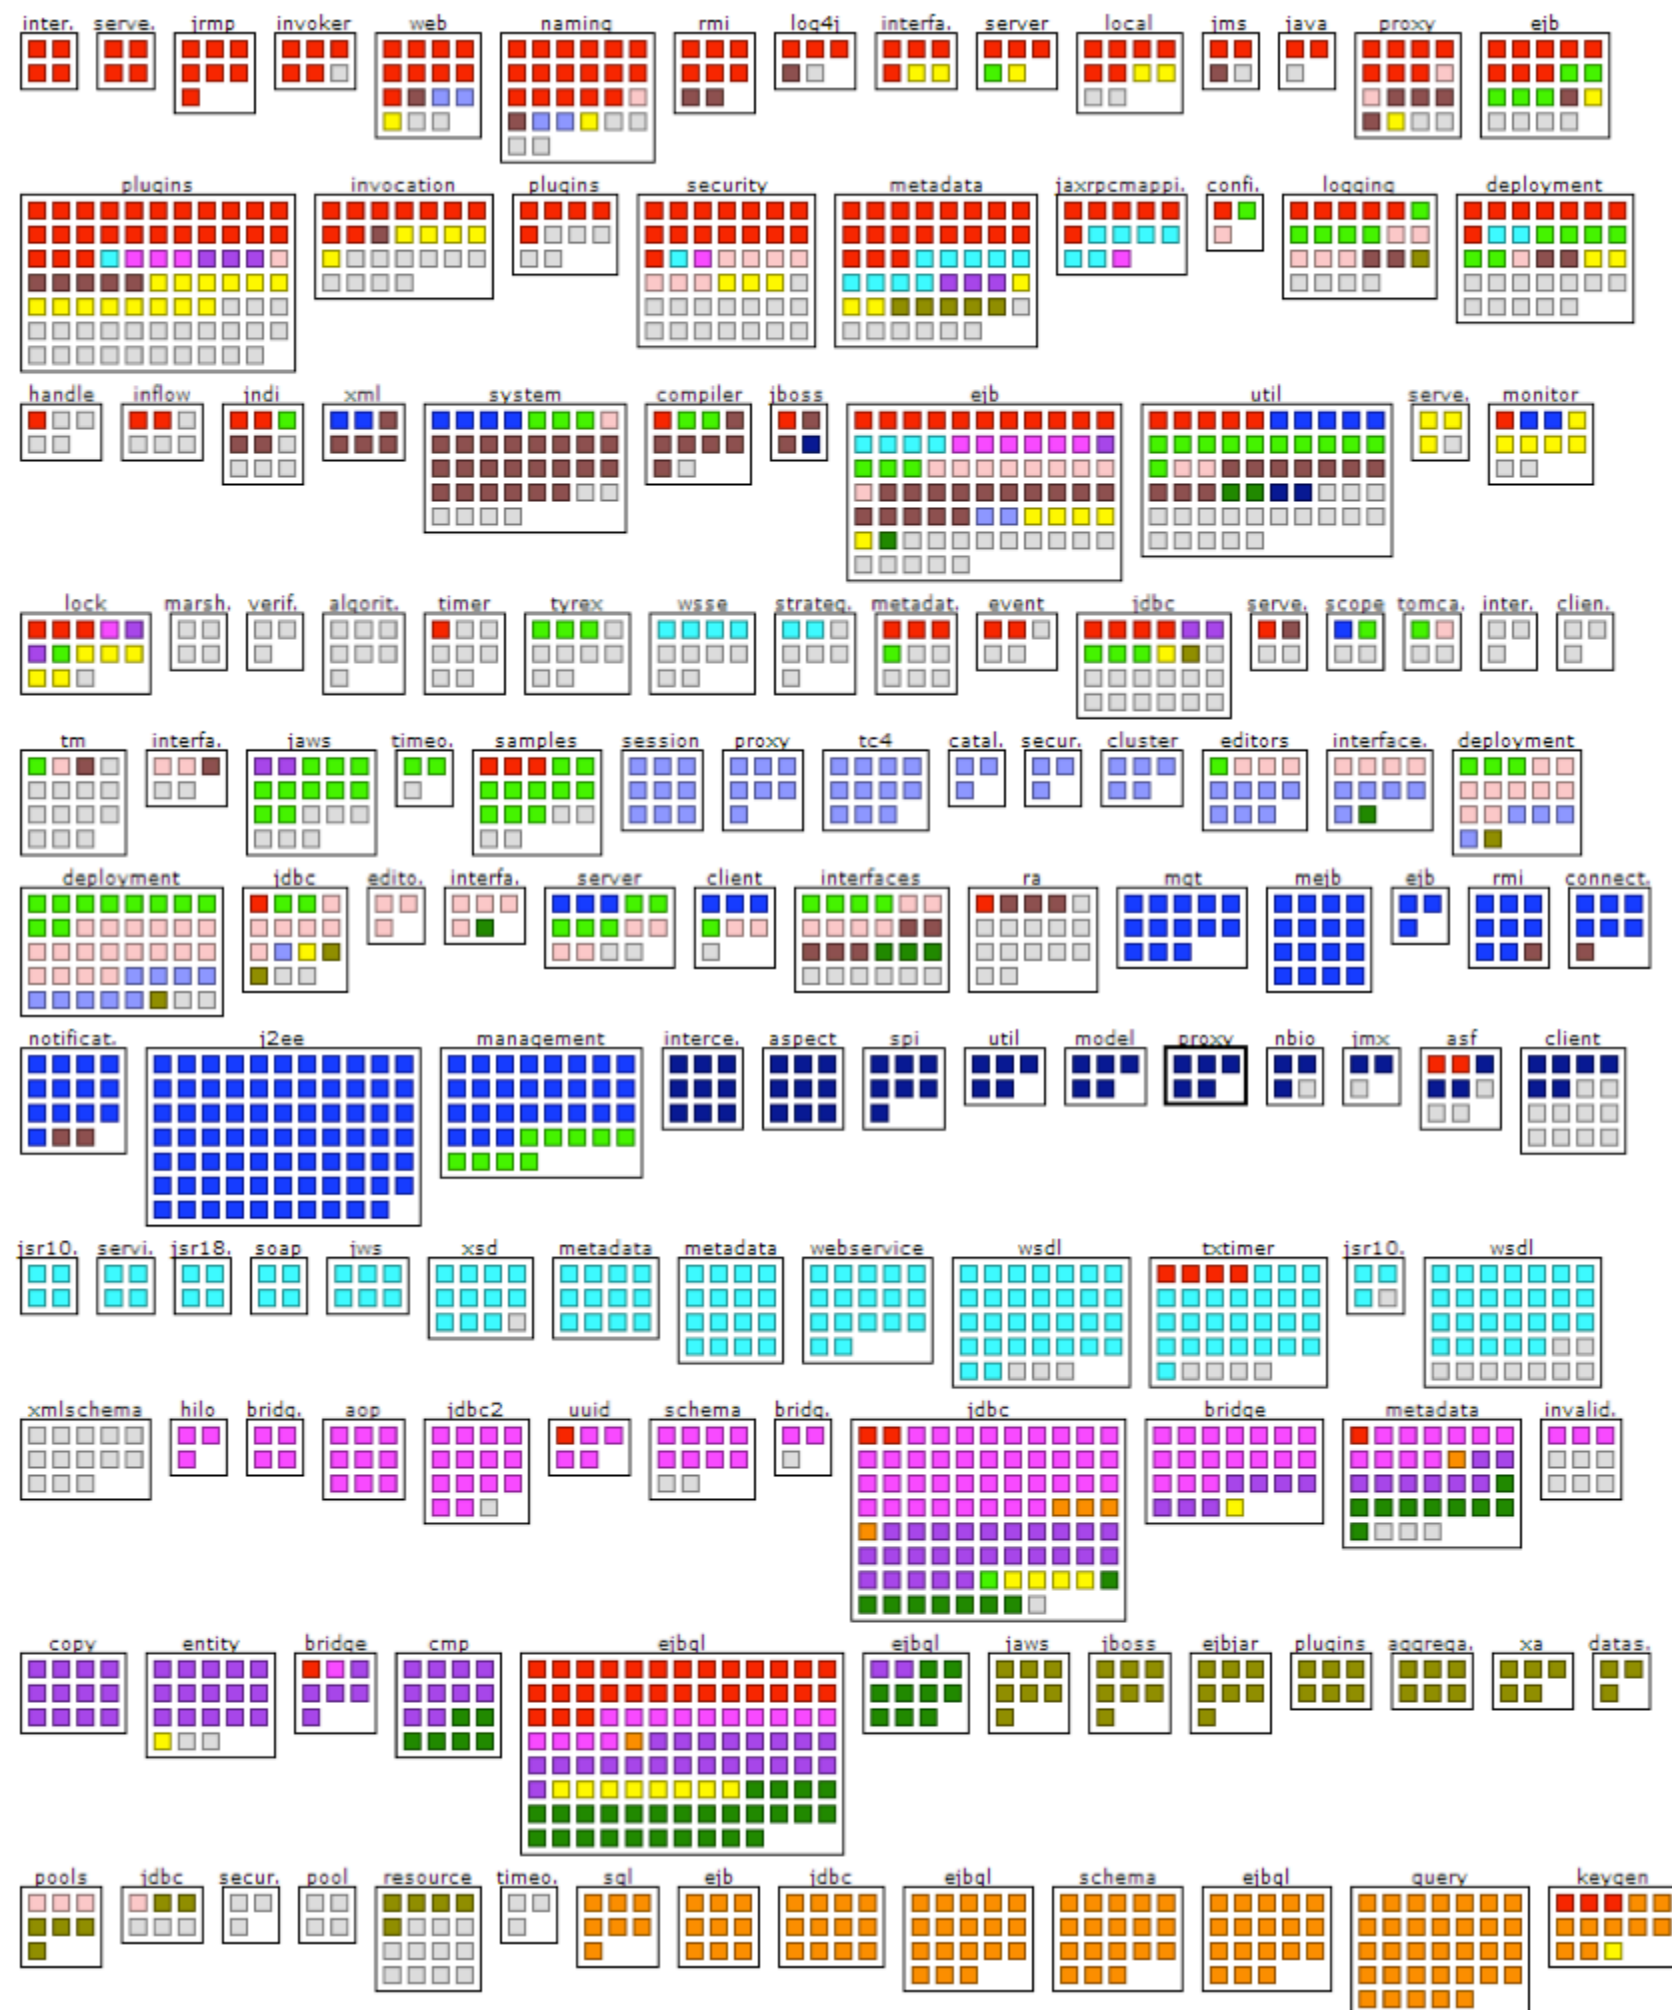 inter. serve. jrmp invoker web naming rmi log4j interfa. server local jms java proxy ejb
plugins invocation plugins security metadata jaxrpcmappi. confi. logging deployment
handle inflow jndi xml system compiler jboss ejb util serve. monitor
lock marsh. verif. algorit. timer tyrex wsse strateg. metadat. event jdbc serve. scope tomca. inter. clien.
tm interfa. jaws timeo. samples session proxy tc4 catal. secur. cluster editors interface. deployment
deployment jdbc edito. interfa. server client interfaces ra mgt mejb ejb rmi connect.
notificat. j2ee management interce. aspect spi util model proxy nbio jmx asf client
jsr10. servi. jsr18. soap jws xsd metadata metadata webservice wsdl txtimer jsr10. wsdl
xmlschema hilo bridg. aop jdbc2 uuid schema bridg. jdbc bridge metadata invalid.
copy entity bridge cmp ejbql ejbql jaws jboss ejbjar plugins aggrega. xa datas.
pools jdbc secur. pool resource timeo. sql ejb jdbc ejbql schema ejbql query keygen